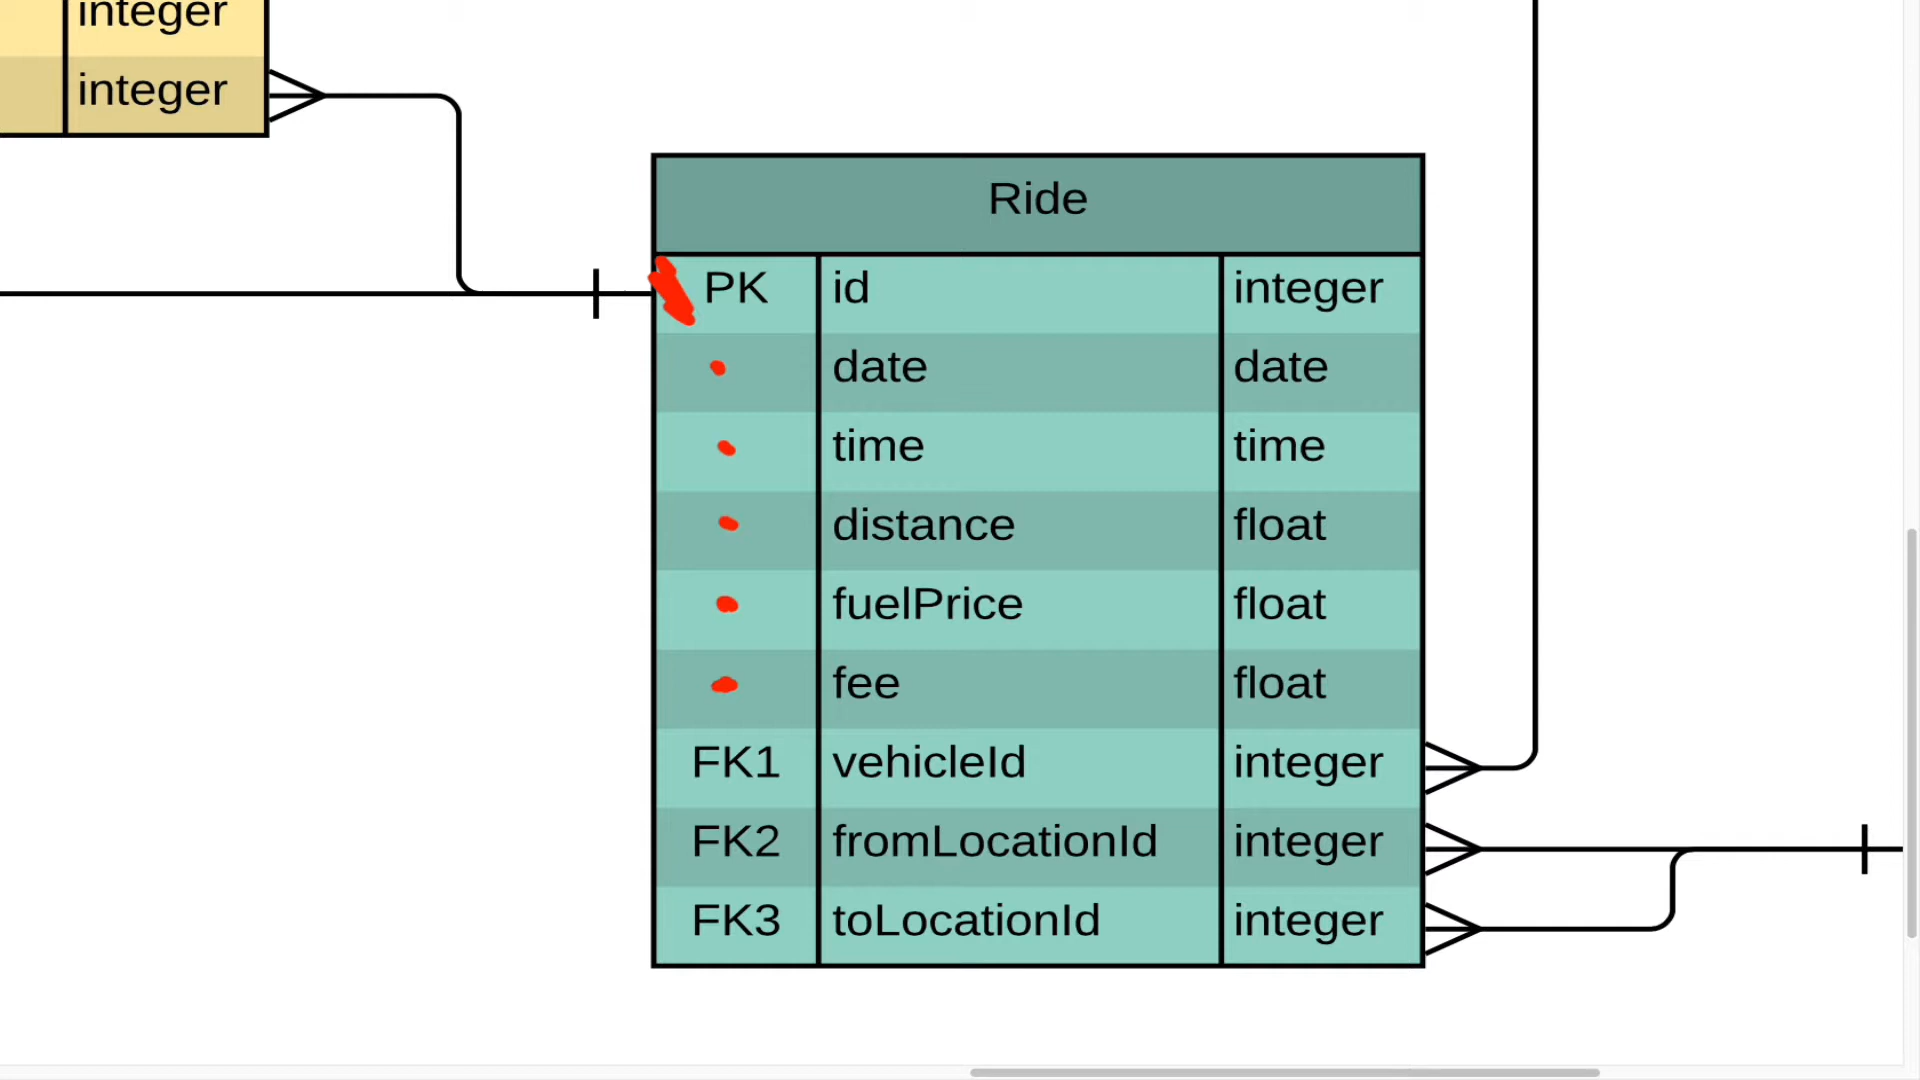 integer
integer
Ride
PK id integer
date date
time time
distance float
fuelPrice float
fee float
FK1 vehicleId integer
FK2 fromLocationId integer
FK3 toLocationId integer